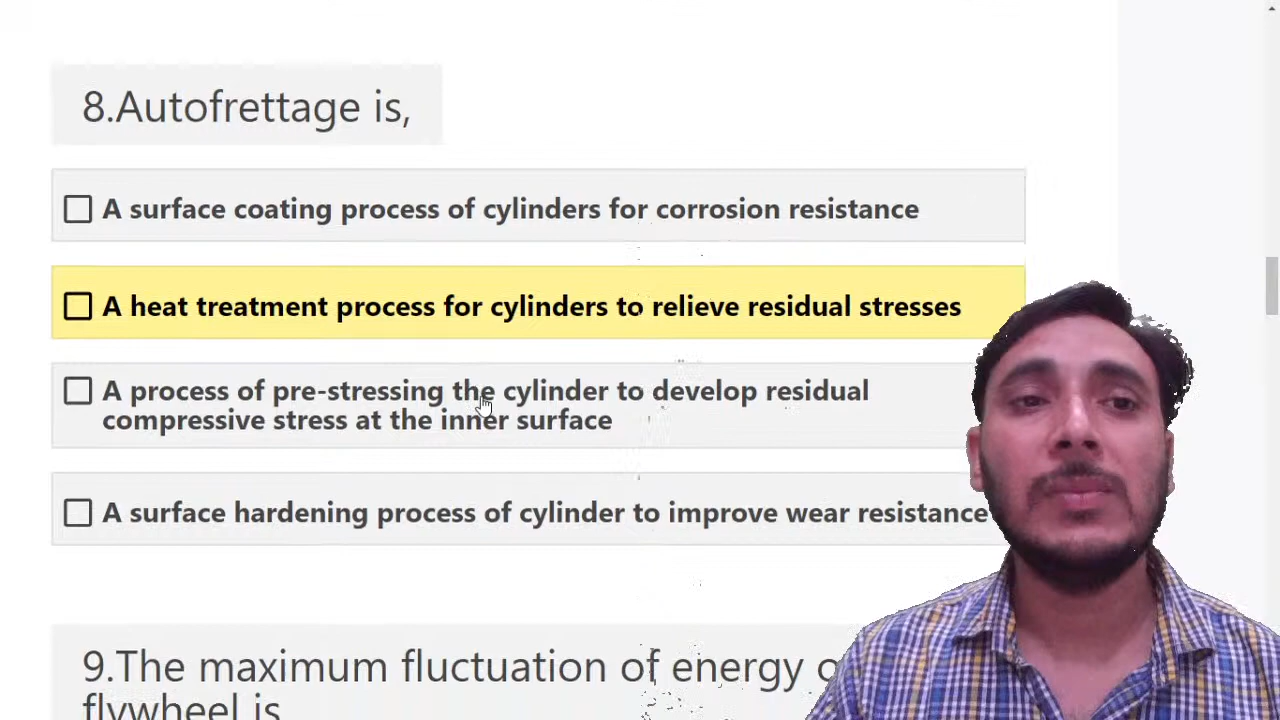 8.Autofrettage is,
A surface coating process of cylinders for corrosion resistance
A heat treatment process for cylinders to relieve residual stresses
A process of pre-stressing the cylinder to develop residual
compressive stress at the inner surface
A surface hardening process of cylinder to improve wear resistance
9.The maximum fluctuation of energy
flywheel is